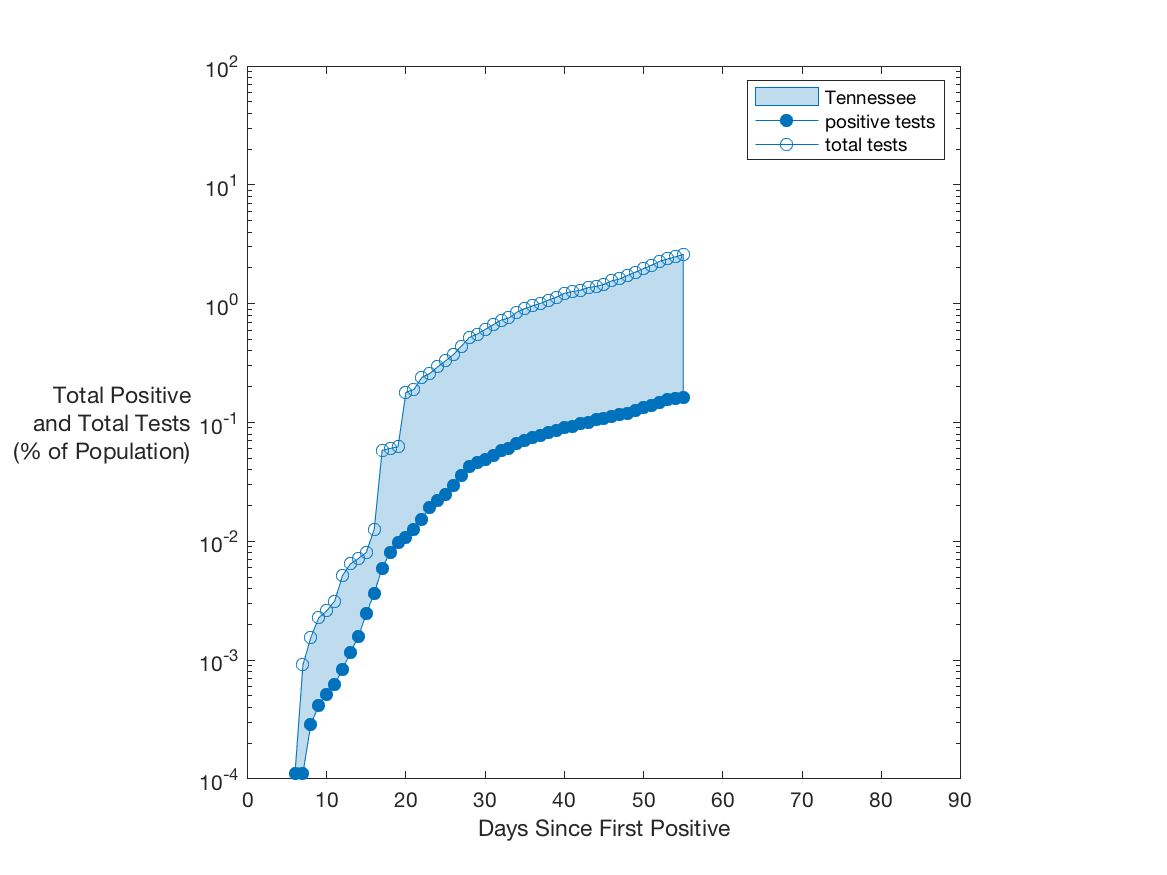 10^2
10^1
10^0
10^-1
10^-2
10^-3
10^-4
Total Positive
and Total Tests
(% of Population)
Tennessee
positive tests
total tests
0 10 20 30 40 50 60 70 80 90
Days Since First Positive